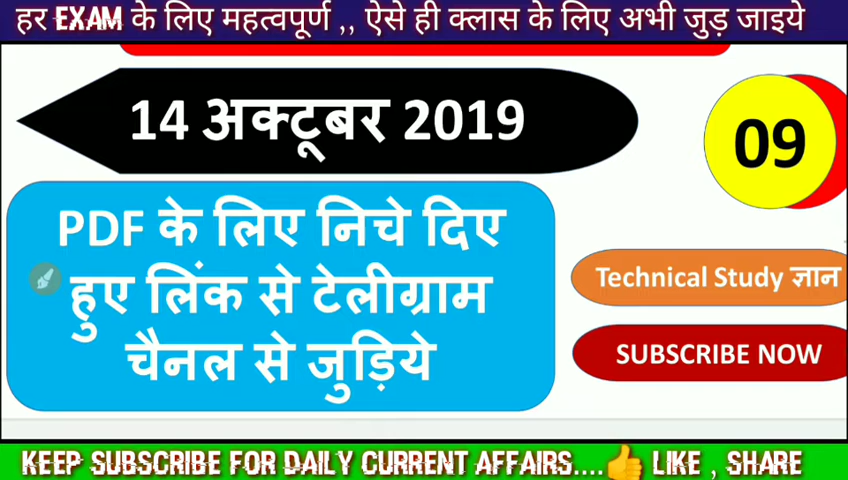 हर EXAM के लिए महत्वपूर्ण ,, ऐसे ही क्लास के लिए अभी जुड़ जाइये
14 अक्टूबर 2019
09
PDF के लिए निचे दिए
हुए लिंक से टेलीग्राम
चैनल से जुड़िये
Technical Study ज्ञान
SUBSCRIBE NOW
KEEP SUBSCRIBE FOR DAILY CURRENT AFFAIRS....👍 LIKE , SHARE